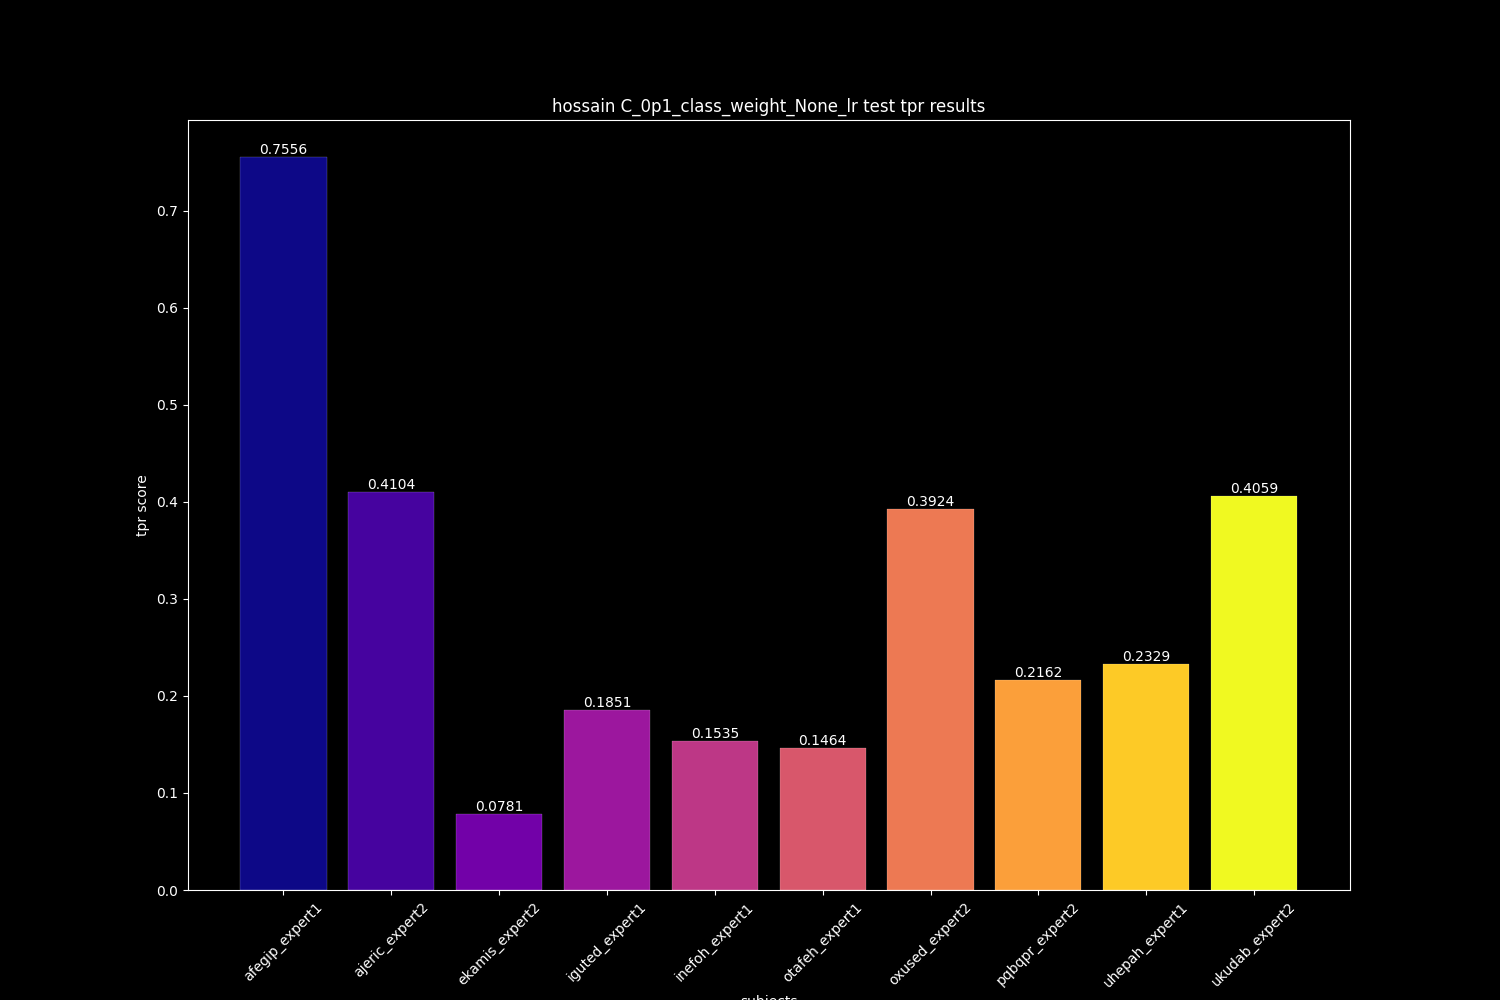 hossain C_0p1_class_weight_None_lr test tpr results
0.7556
0.4104
0.0781
0.1851
0.1535
0.1464
0.3924
0.2162
0.2329
0.4059
tpr score
0.7
0.6
0.5
0.4
0.3
0.2
0.1
0.0
afegip_expert1
ajeric_expert2
ekamis_expert2
iguted_expert1
inefoh_expert1
otafeh_expert1
oxused_expert2
pqbqpr_expert2
uhepah_expert1
ukudab_expert2
subjects